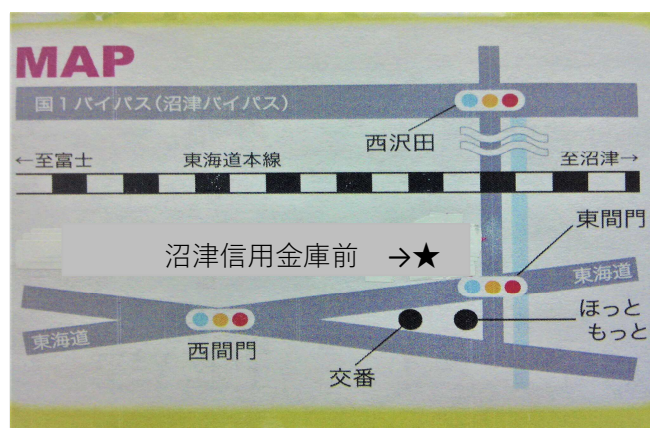 MAP
国1バイパス(沼津バイパス)
西沢田
←至富士
東海道本線
至沼津→
東間門
沼津信用金庫前 →★
東海道
ほっと
もっと
東海道
西間門
交番